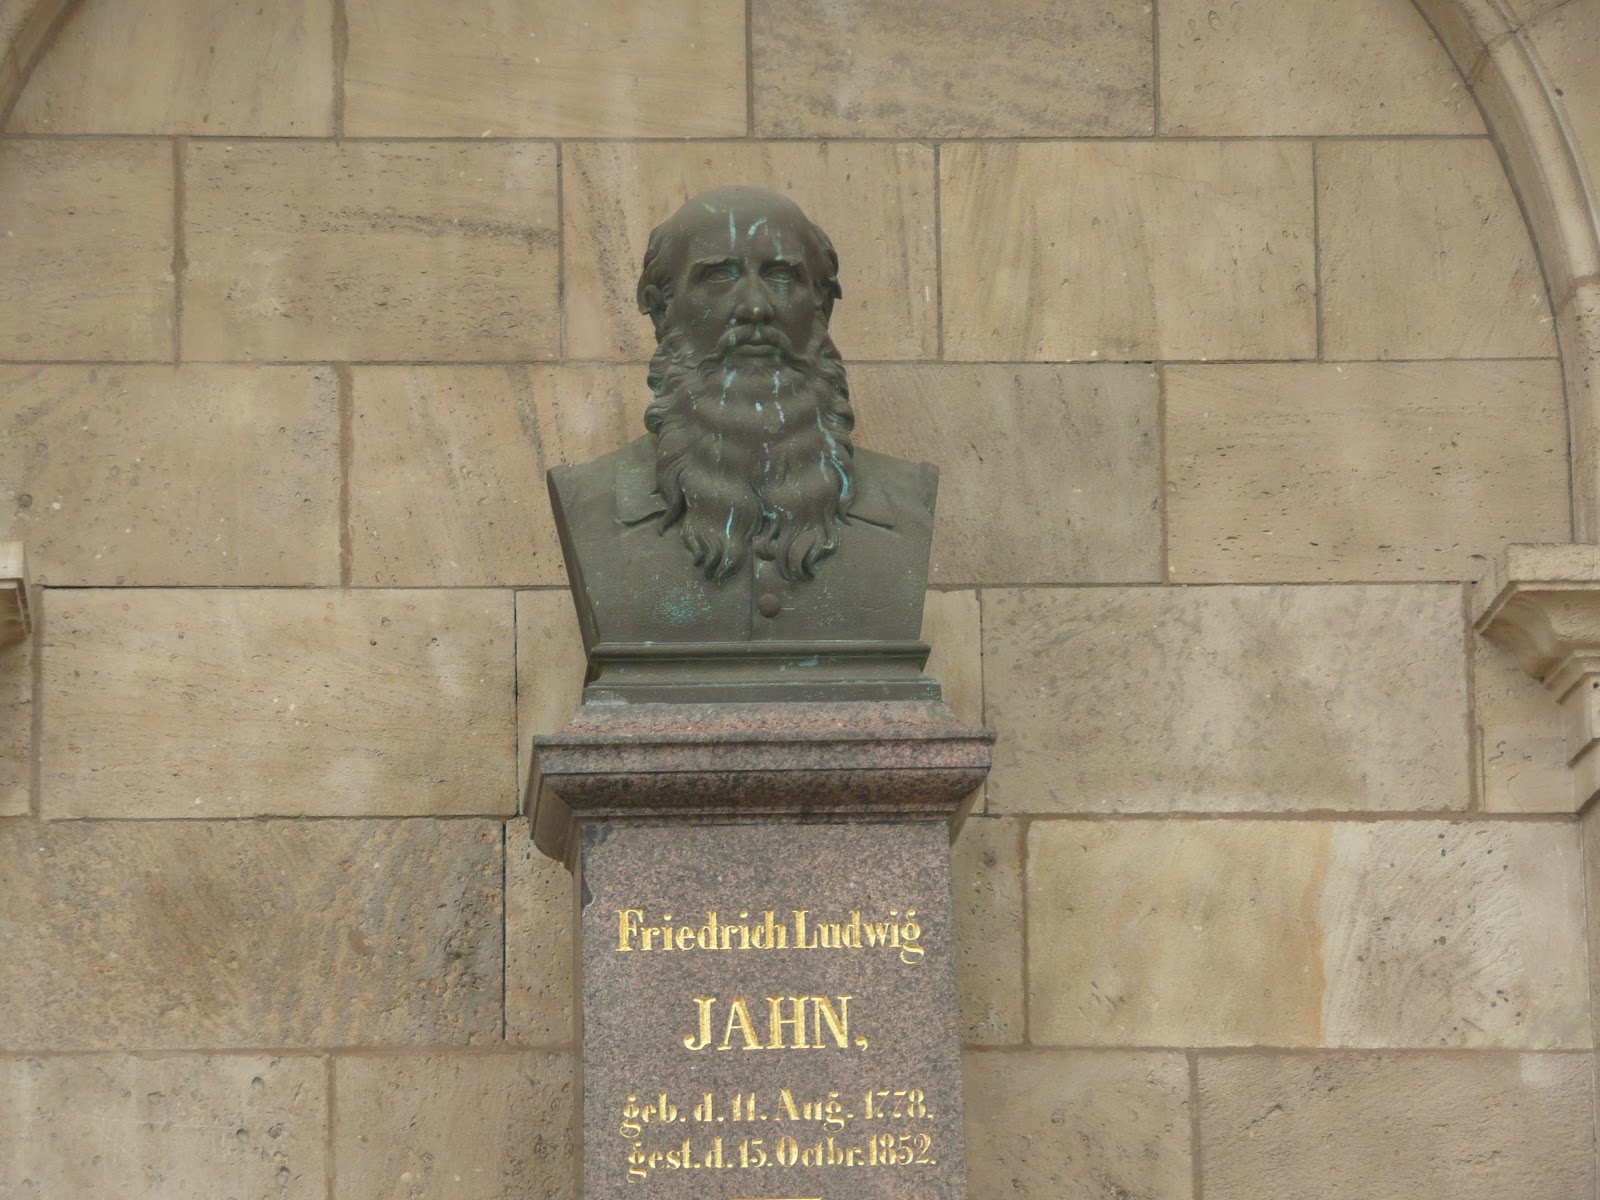 Friedrich Ludwig
JAHN,
geb. d. 11. Aug. 1778.
gest. d. 15. Octbr. 1852.